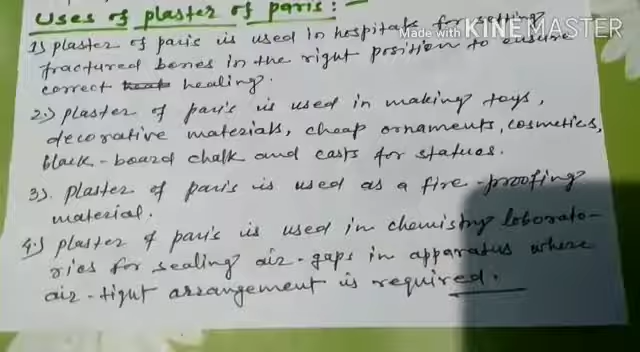 Uses of plaster of paris :-
Made with KINEMASTER
1) plaster of paris is used in hospitals for setting
fractured bones in the right position to ensure
correct healing.
2.) plaster of paris is used in making toys,
decorative materials, cheap ornaments, cosmetics,
black-board chalk and casts for statues.
3). plaster of paris is used as a fire-proofing
material.
4.) plaster of paris is used in chemistry laborato-
ries for sealing air-gaps in apparatus where
air-tight arrangement is required.